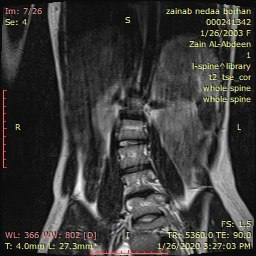 Im: 7/26
Se: 4
zainab nedaa homan
000241342
1/26/2003 F
Zain AL-Abdeen
1
l-spine^library
t2_tse_cor
whole spine
whole spine
S
R
L
I
FS: 1.5
WL: 366 WW: 802 [D]
TR: 5360.0 TE: 90.0
T: 4.0mm L: 27.3mm
1/26/2020 3:27:03 PM